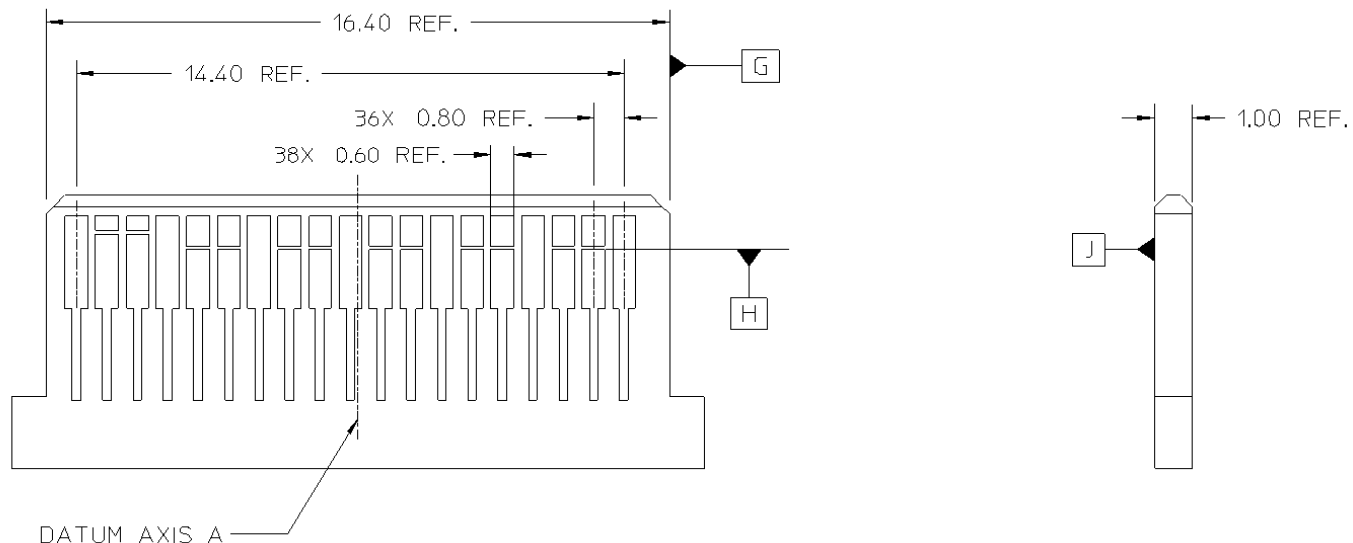 16.40 REF.
14.40 REF.
G
36X 0.80 REF.
1.00 REF.
38X 0.60 REF.
J
H
DATUM AXIS A